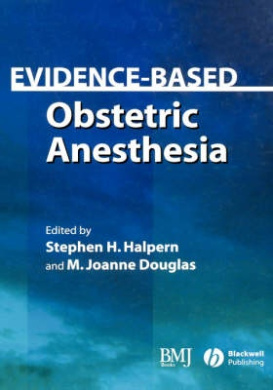 EVIDENCE-BASED
Obstetric
Anesthesia
Edited by
Stephen H. Halpern
and M. Joanne Douglas
BMJ
Books
Blackwell
Publishing